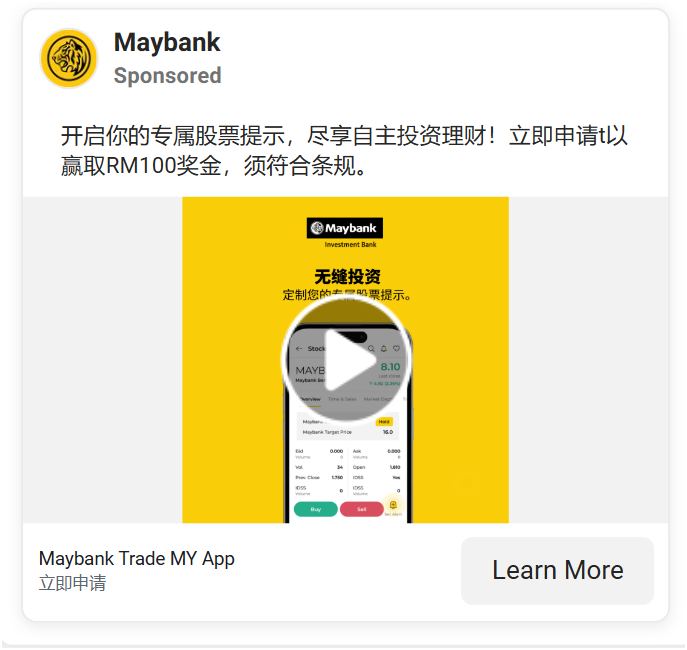 Maybank
Sponsored
开启你的专属股票提示，尽享自主投资理财！立即申请t以
赢取RM100奖金，须符合条规。
Maybank
Investment Bank
无缝投资
定制您的专属股票提示。
Stock
MAYB
8.10
Maybank Ber
Last close
Overview Time & Sales Market Depth
Hold
Maybank Target Price 16.0
Bid 0.000 Ask 0.000
Volume 0 Volume 0
Vol. 34 Open 1.810
Prev. Close 1.750 IDSS Yes
IDSS 0 IDSS 0
Volume Volume
Buy Sell
Maybank Trade MY App
立即申请
Learn More